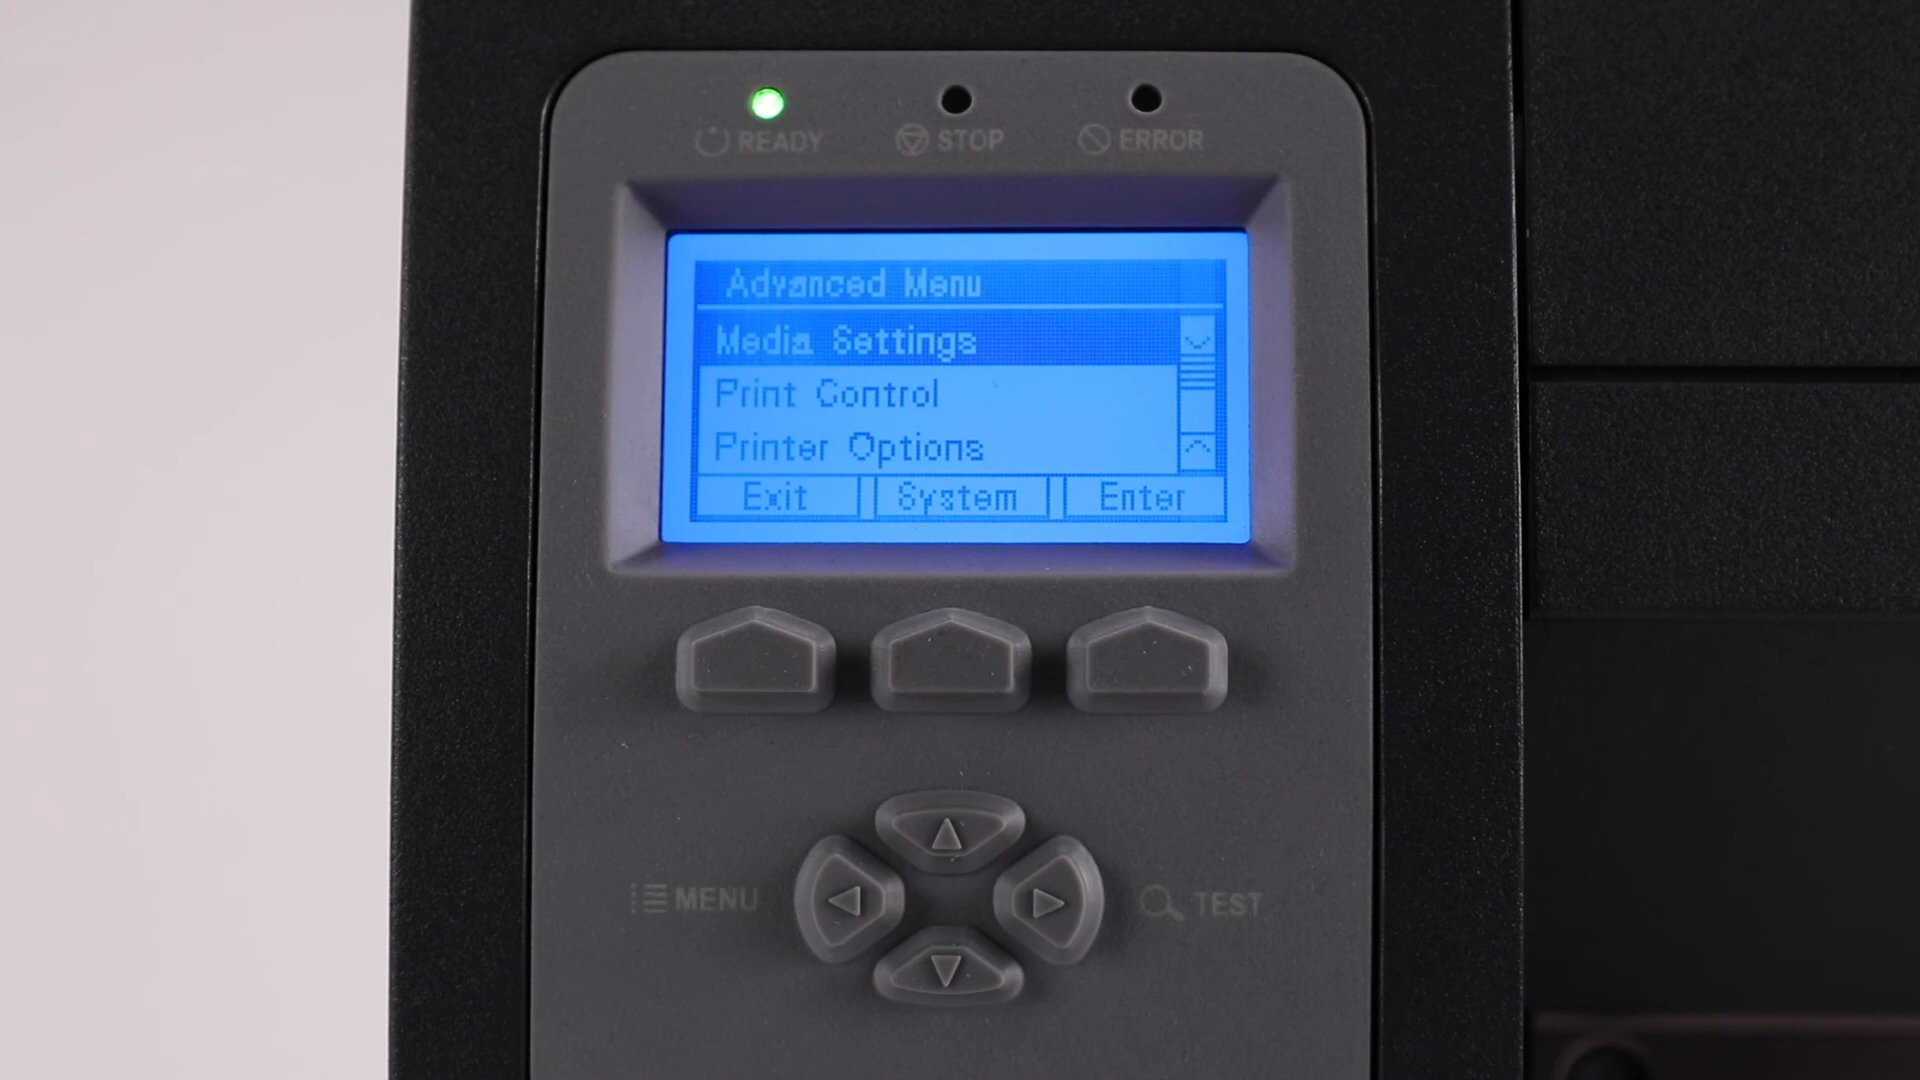 READY STOP ERROR
Advanced Menu
Media Settings
Print Control
Printer Options
Exit System Enter
MENU TEST